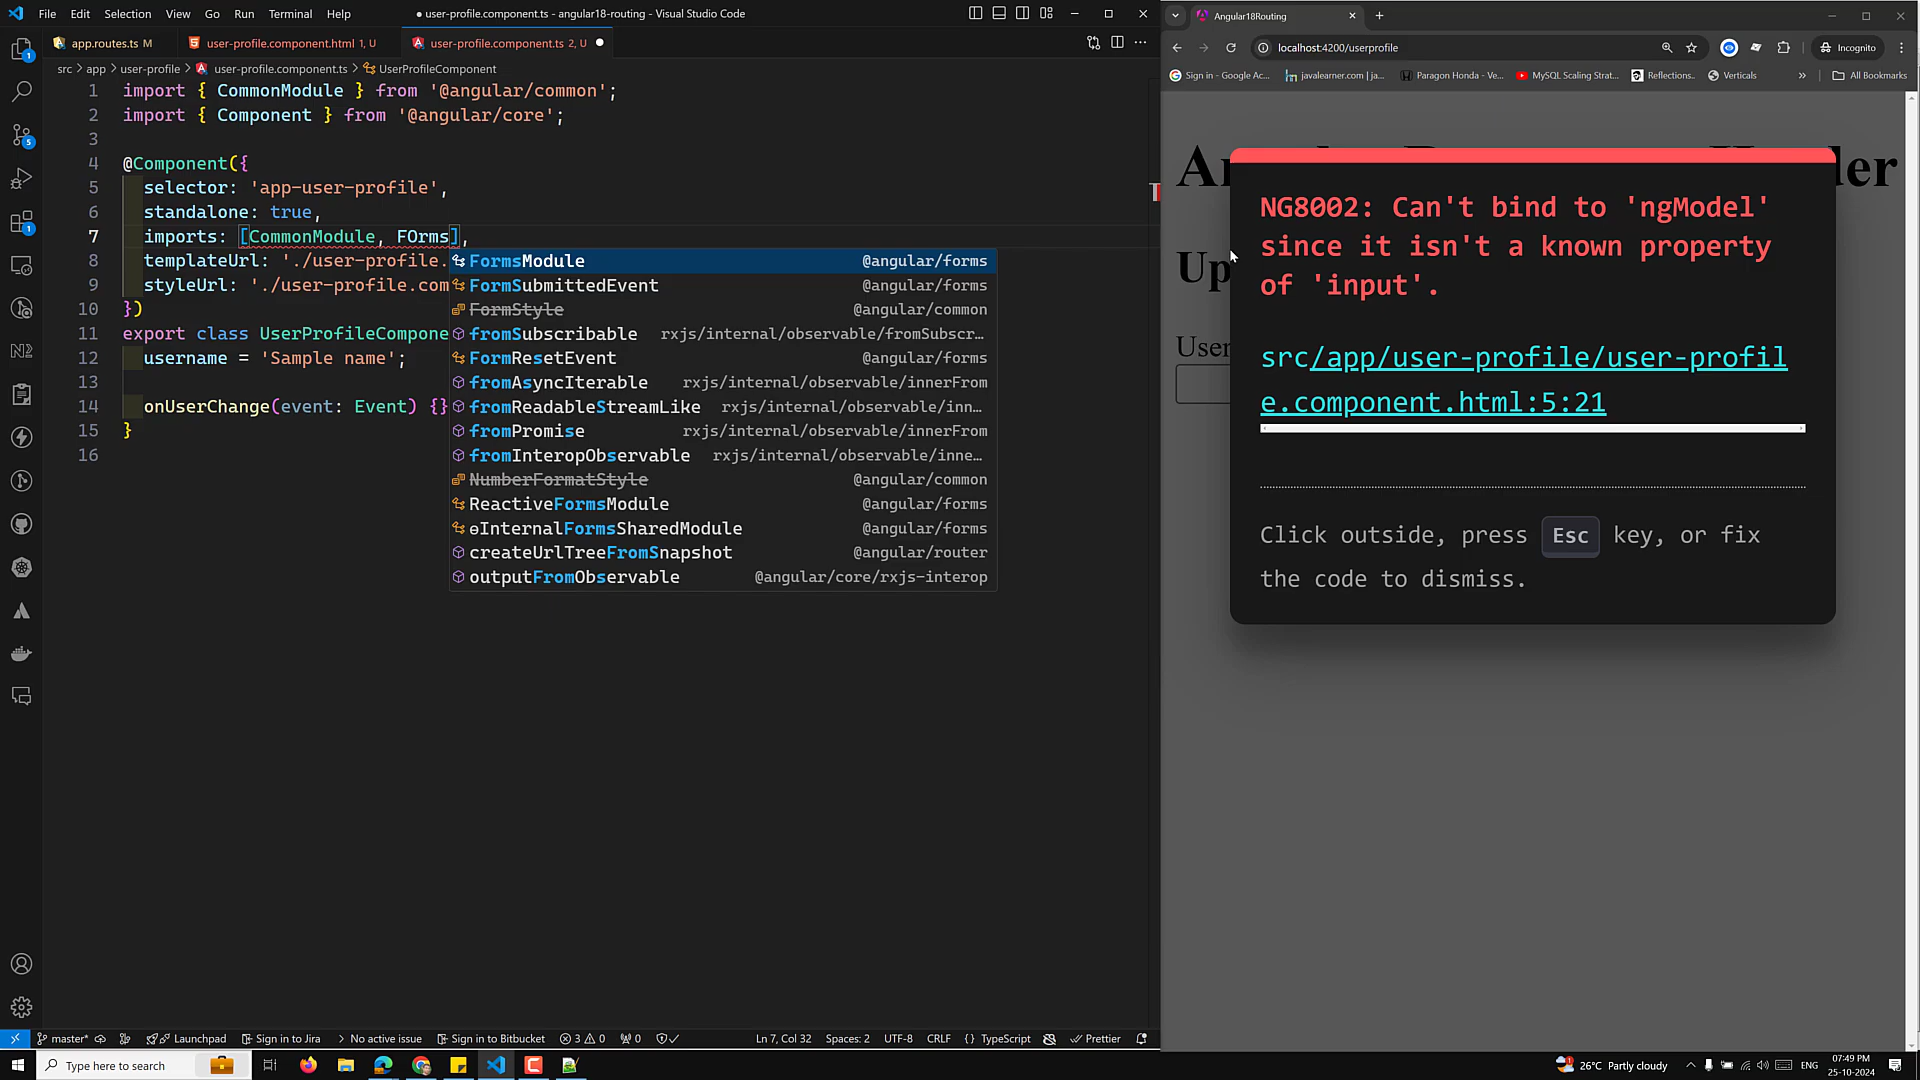 File Edit Selection View Go Run Terminal Help
● user-profile.component.ts - angular18-routing - Visual Studio Code
app.routes.ts M
user-profile.component.html 1, U
user-profile.component.ts 2, U ●
src > app > user-profile > user-profile.component.ts > UserProfileComponent
1 import { CommonModule } from '@angular/common';
2 import { Component } from '@angular/core';
3
4 @Component({
5 selector: 'app-user-profile',
6 standalone: true,
7 imports: [CommonModule, FOrms],
8 templateUrl: './user-profile.
9 styleUrl: './user-profile.com
10 })
11 export class UserProfileCompone
12 username = 'Sample name';
13
14 onUserChange(event: Event) {}
15 }
16
FormsModule @angular/forms
FormSubmittedEvent @angular/forms
FormStyle @angular/common
fromSubscribable rxjs/internal/observable/fromSubscr…
FormResetEvent @angular/forms
fromAsyncIterable rxjs/internal/observable/innerFrom
fromReadableStreamLike rxjs/internal/observable/inn…
fromPromise rxjs/internal/observable/innerFrom
fromInteropObservable rxjs/internal/observable/inne…
NumberFormatStyle @angular/common
ReactiveFormsModule @angular/forms
ɵInternalFormsSharedModule @angular/forms
createUrlTreeFromSnapshot @angular/router
outputFromObservable @angular/core/rxjs-interop
master* Launchpad Sign in to Jira No active issue Sign in to Bitbucket 3 0 0 Ln 7, Col 32 Spaces: 2 UTF-8 CRLF {} TypeScript Prettier
Angular18Routing
localhost:4200/userprofile
Incognito
Sign in - Google Ac...
javalearner.com | ja...
Paragon Honda - Ve...
MySQL Scaling Strat...
Reflections..
Verticals
»
All Bookmarks
der
Up
User
NG8002: Can't bind to 'ngModel'
since it isn't a known property
of 'input'.
src/app/user-profile/user-profil
e.component.html:5:21
Click outside, press Esc key, or fix
the code to dismiss.
Type here to search
26°C Partly cloudy
ENG
07:49 PM
25-10-2024